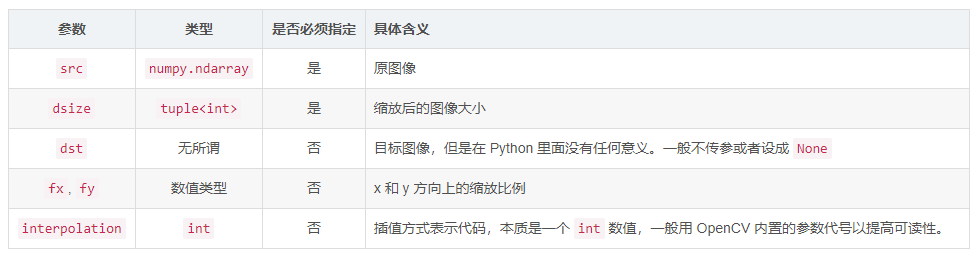 参数 类型 是否必须指定 具体含义
src numpy.ndarray 是 原图像
dsize tuple<int> 是 缩放后的图像大小
dst 无所谓 否 目标图像，但是在 Python 里面没有任何意义。一般不传参或者设成 None
fx , fy 数值类型 否 x 和 y 方向上的缩放比例
interpolation int 否 插值方式表示代码，本质是一个 int 数值，一般用 OpenCV 内置的参数代号以提高可读性。